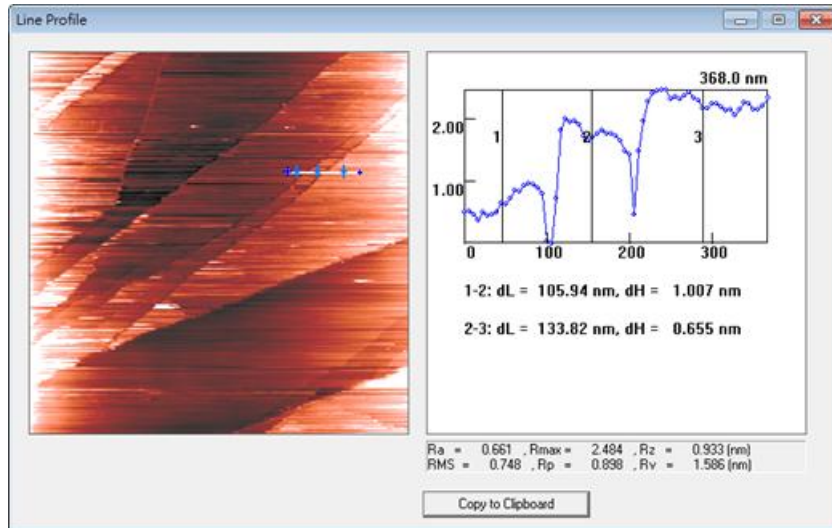 Line Profile
368.0 nm
2.00
1.00
1
2
3
0 100 200 300
1-2: dL = 105.94 nm, dH = 1.007 nm
2-3: dL = 133.82 nm, dH = 0.655 nm
Ra = 0.661 , Rmax = 2.484 , Rz = 0.933 (nm)
RMS = 0.748 , Rp = 0.898 , Rv = 1.586 (nm)
Copy to Clipboard